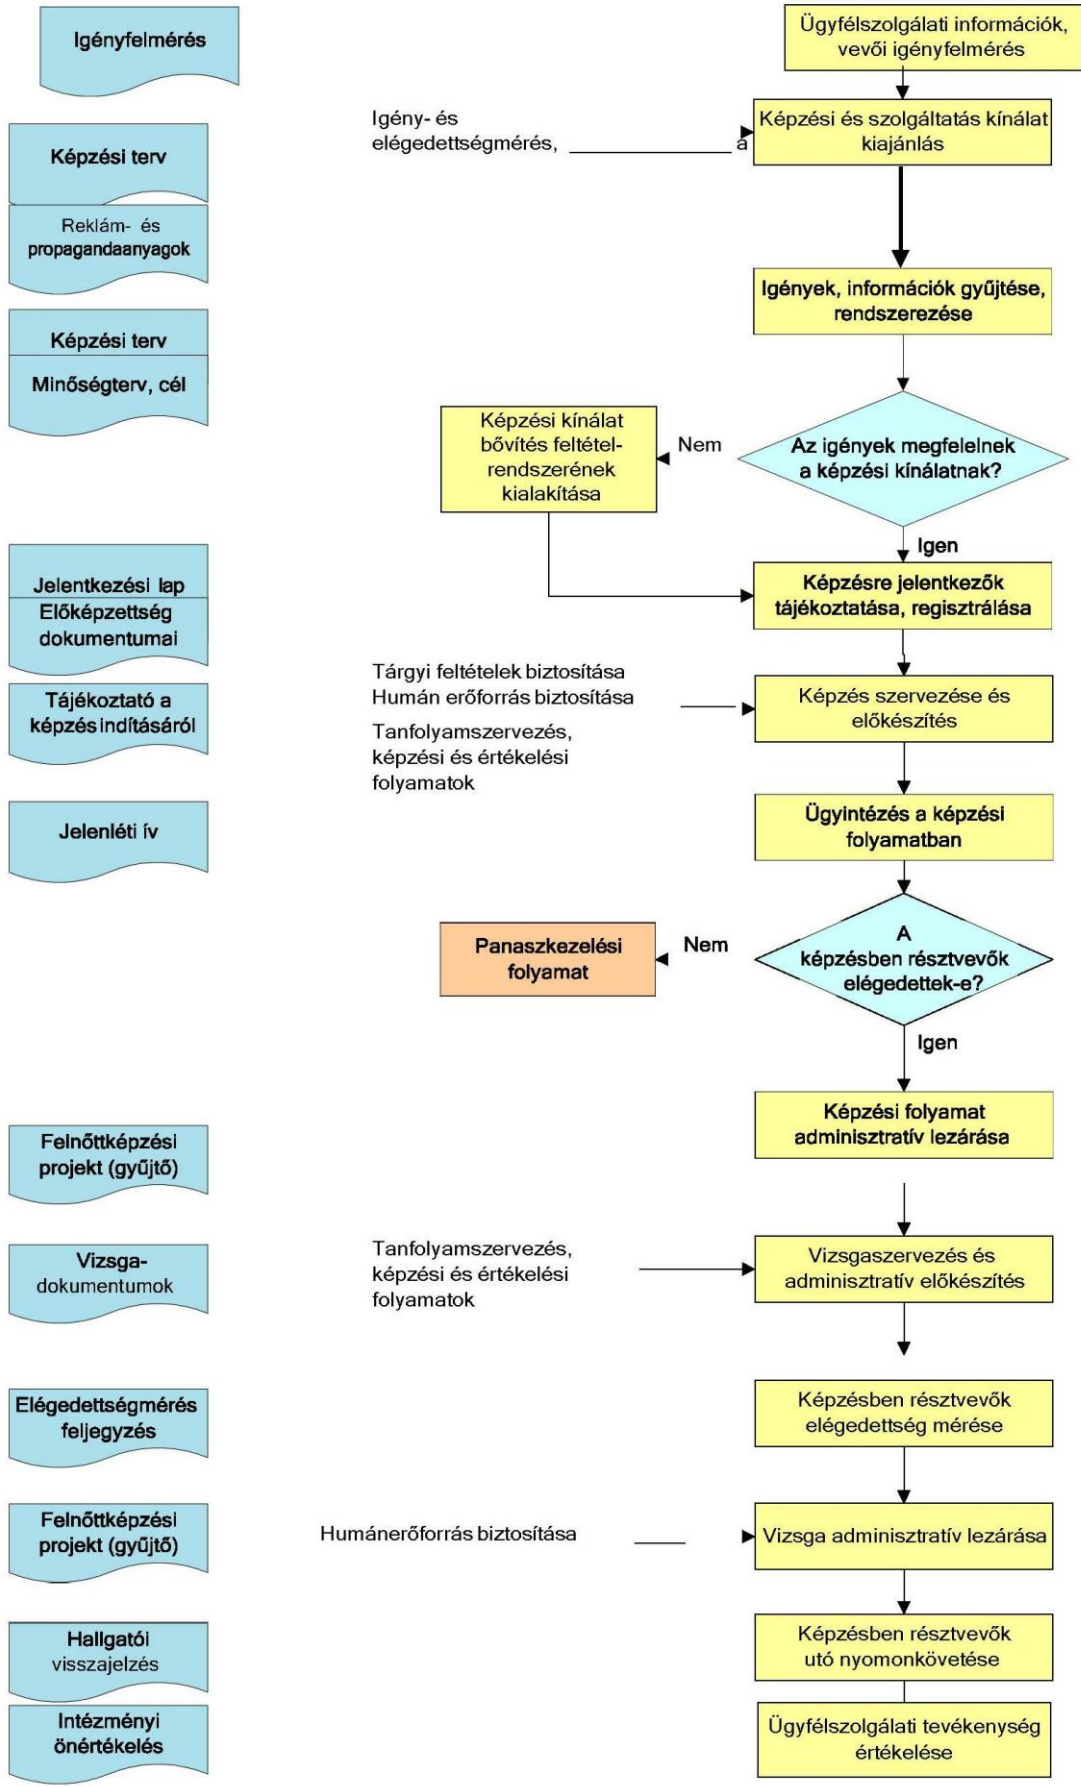 Igényfelmérés
Ügyfélszolgálati információk,
vevői igényfelmérés
Igény- és
elégedettségmérés, __________ a
Képzési és szolgáltatás kínálat
kiajánlás
Képzési terv
Reklám- és
propagandaanyagok
Igények, információk gyűjtése,
rendszerezése
Képzési terv
Minőségterv, cél
Képzési kínálat
bővítés feltétel-
rendszerének
kialakítása
Nem
Az igények megfelelnek
a képzési kínálatnak?
Igen
Jelentkezési lap
Előképzettség
dokumentumai
Képzésre jelentkezők
tájékoztatása, regisztrálása
Tárgyi feltételek biztosítása
Humán erőforrás biztosítása
Tanfolyamszervezés,
képzési és értékelési
folyamatok
Képzés szervezése és
előkészítés
Tájékoztató a
képzés indításáról
Ügyintézés a képzési
folyamatban
Jelenléti ív
Panaszkezelési
folyamat
Nem
A
képzésben résztvevők
elégedettek-e?
Igen
Képzési folyamat
adminisztratív lezárása
Felnőttképzési
projekt (gyűjtő)
Vizsga-
dokumentumok
Tanfolyamszervezés,
képzési és értékelési
folyamatok
Vizsgaszervezés és
adminisztratív előkészítés
Elégedettségmérés
feljegyzés
Képzésben résztvevők
elégedettség mérése
Felnőttképzési
projekt (gyűjtő)
Humánerőforrás biztosítása
Vizsga adminisztratív lezárása
Hallgatói
visszajelzés
Képzésben résztvevők
utó nyomonkövetése
Intézményi
önértékelés
Ügyfélszolgálati tevékenység
értékelése